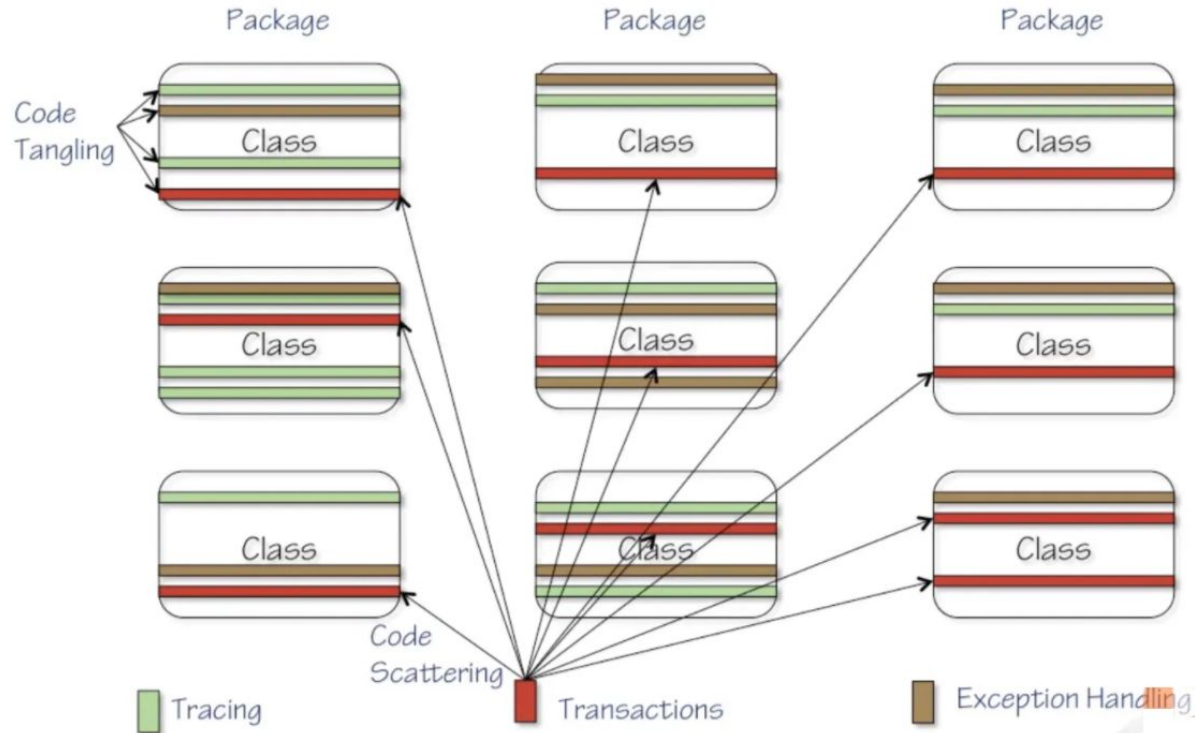 Package
Package
Package
Code
Tangling
Class
Class
Class
Class
Class
Class
Class
Class
Class
Code
Scattering
Tracing
Transactions
Exception Handling